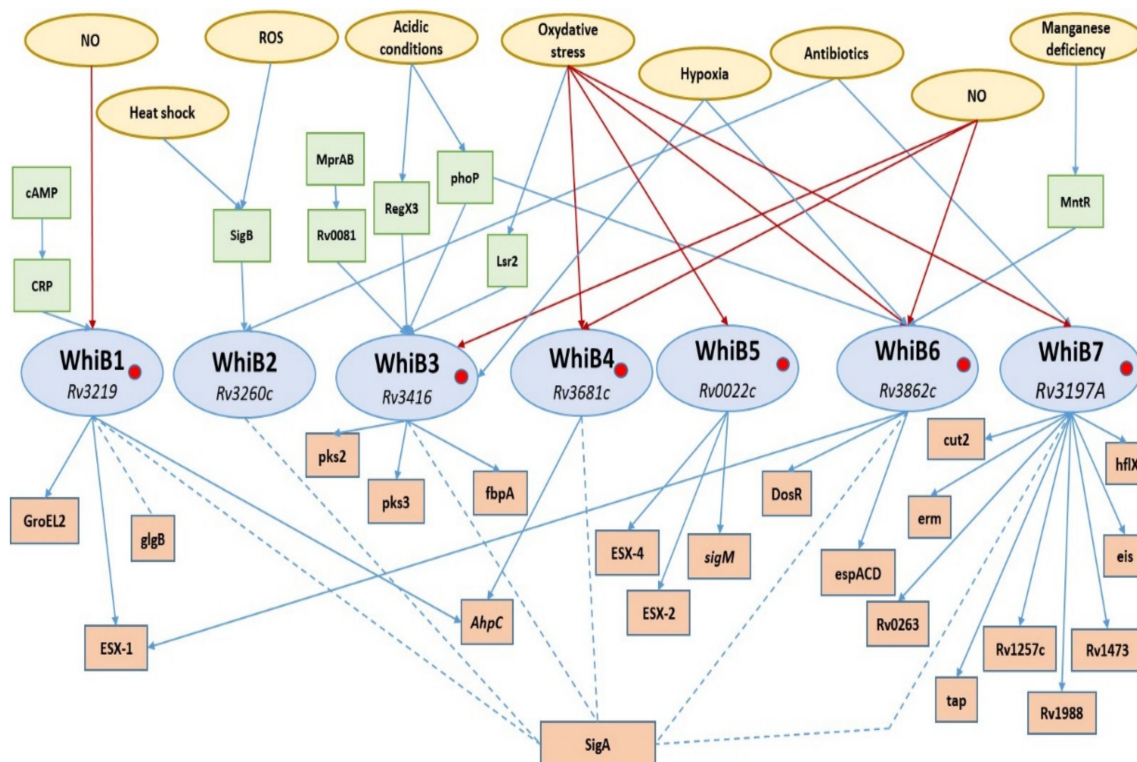 NO
ROS
Acidic
conditions
Oxydative
stress
Hypoxia
Antibiotics
Manganese
deficiency
Heat shock
NO
cAMP
CRP
SigB
MprAB
Rv0081
RegX3
phoP
Lsr2
MntR
WhiB1
Rv3219
WhiB2
Rv3260c
WhiB3
Rv3416
WhiB4
Rv3681c
WhiB5
Rv0022c
WhiB6
Rv3862c
WhiB7
Rv3197A
GroEL2
glgB
ESX-1
pks2
pks3
fbpA
AhpC
ESX-4
ESX-2
sigM
DosR
espACD
cut2
erm
Rv0263
tap
Rv1257c
Rv1988
Rv1473
eis
hflX
SigA